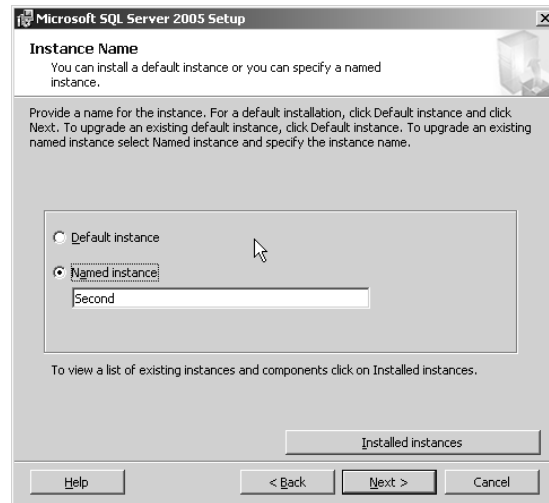 Microsoft SQL Server 2005 Setup
Instance Name
You can install a default instance or you can specify a named
instance.
Provide a name for the instance. For a default installation, click Default instance and click
Next. To upgrade an existing default instance, click Default instance. To upgrade an existing
named instance select Named instance and specify the instance name.
Default instance
Named instance
Second
To view a list of existing instances and components click on Installed instances.
Installed instances
Help
< Back
Next >
Cancel